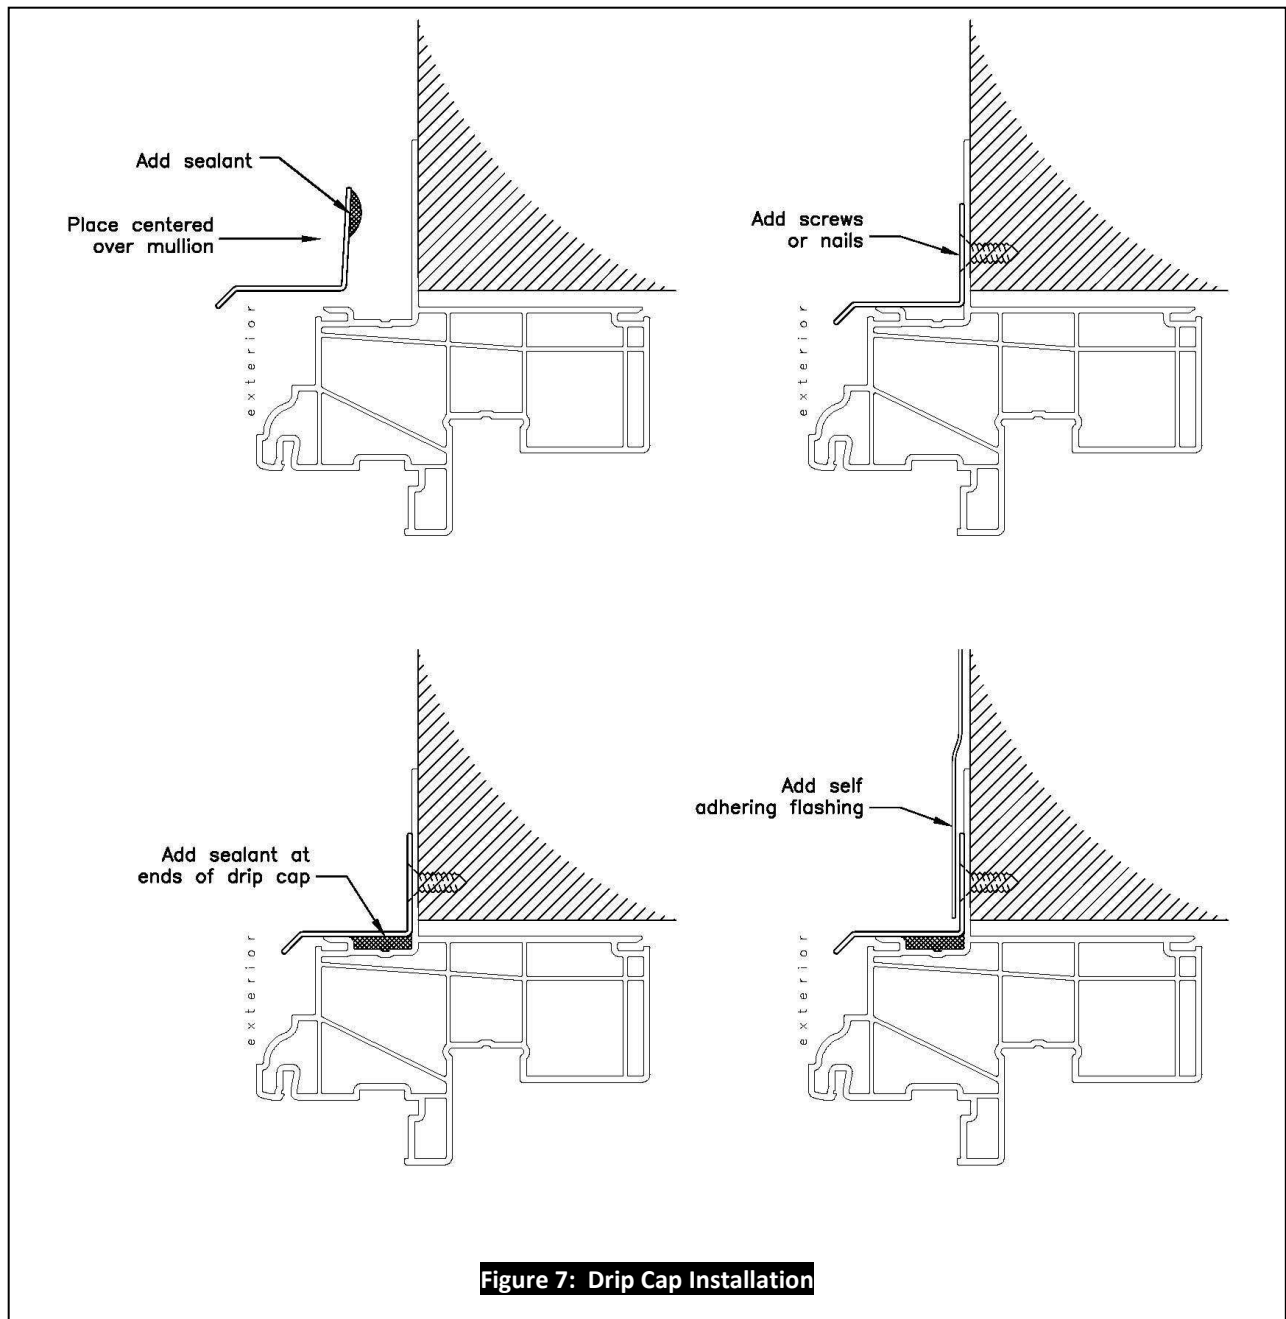 Add sealant
Place centered
over mullion
exterior
Add screws
or nails
exterior
Add sealant at
ends of drip cap
exterior
Add self
adhering flashing
exterior
Figure 7: Drip Cap Installation